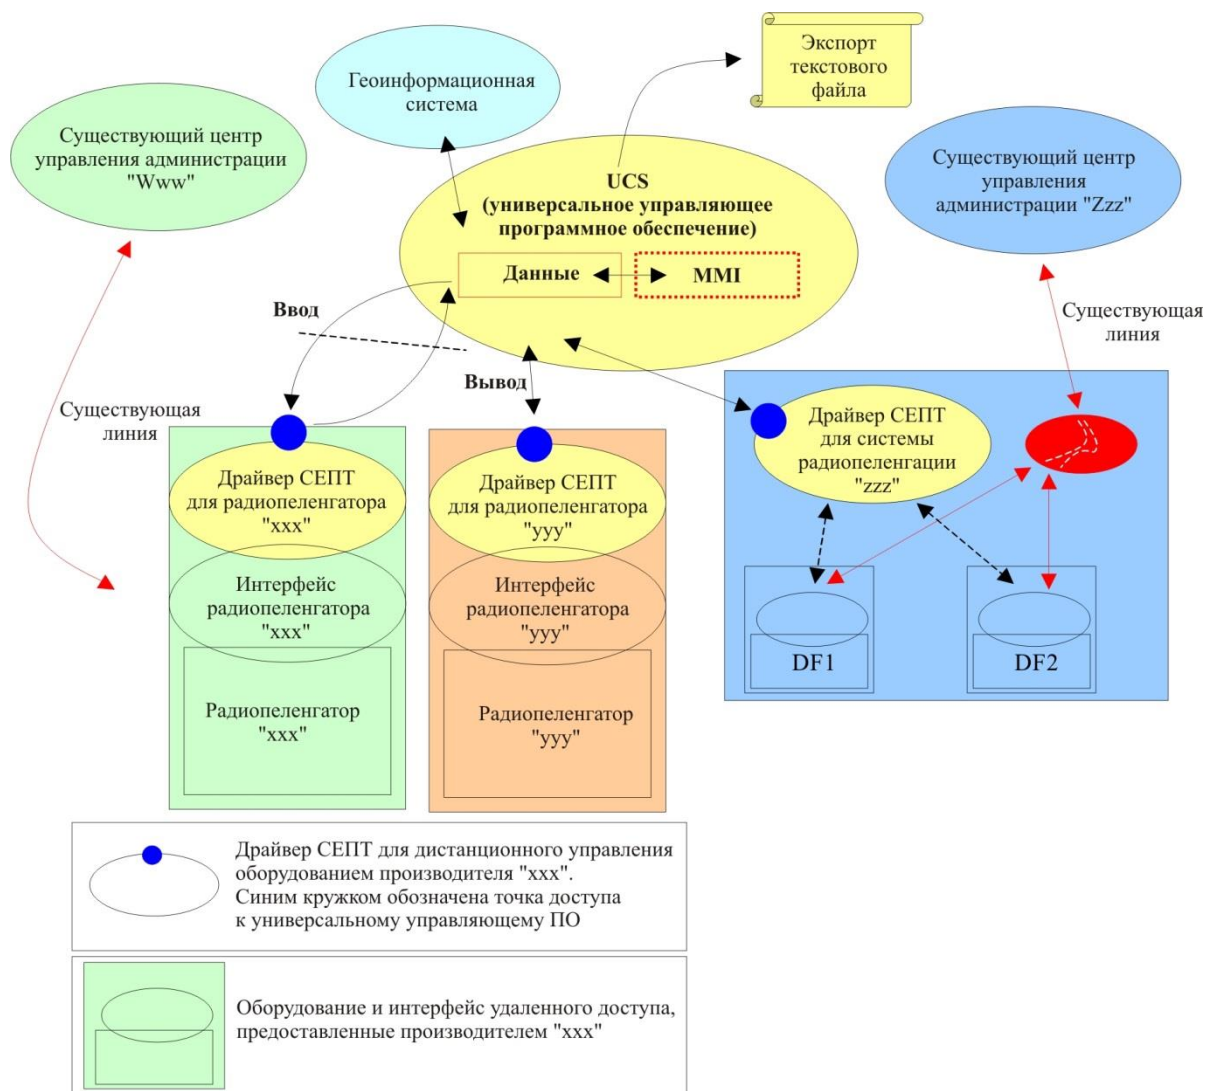 Экспорт
текстового
файла
Геоинформационная
система
Существующий центр
управления администрации
"Www"
Существующий центр
управления
администрации "Zzz"
UCS
(универсальное управляющее
программное обеспечение)
Данные
MMI
Ввод
Вывод
Существующая
линия
Существующая
линия
Драйвер СЕПТ
для радиопеленгатора
"xxx"
Драйвер СЕПТ
для радиопеленгатора
"yyy"
Драйвер СЕПТ
для системы
радиопеленгации
"zzz"
Интерфейс
радиопеленгатора
"xxx"
Интерфейс
радиопеленгатора
"yyy"
DF1
DF2
Радиопеленгатор
"xxx"
Радиопеленгатор
"yyy"
Драйвер СЕПТ для дистанционного управления
оборудованием производителя "xxx".
Синим кружком обозначена точка доступа
к универсальному управляющему ПО
Оборудование и интерфейс удаленного доступа,
предоставленные производителем "xxx"